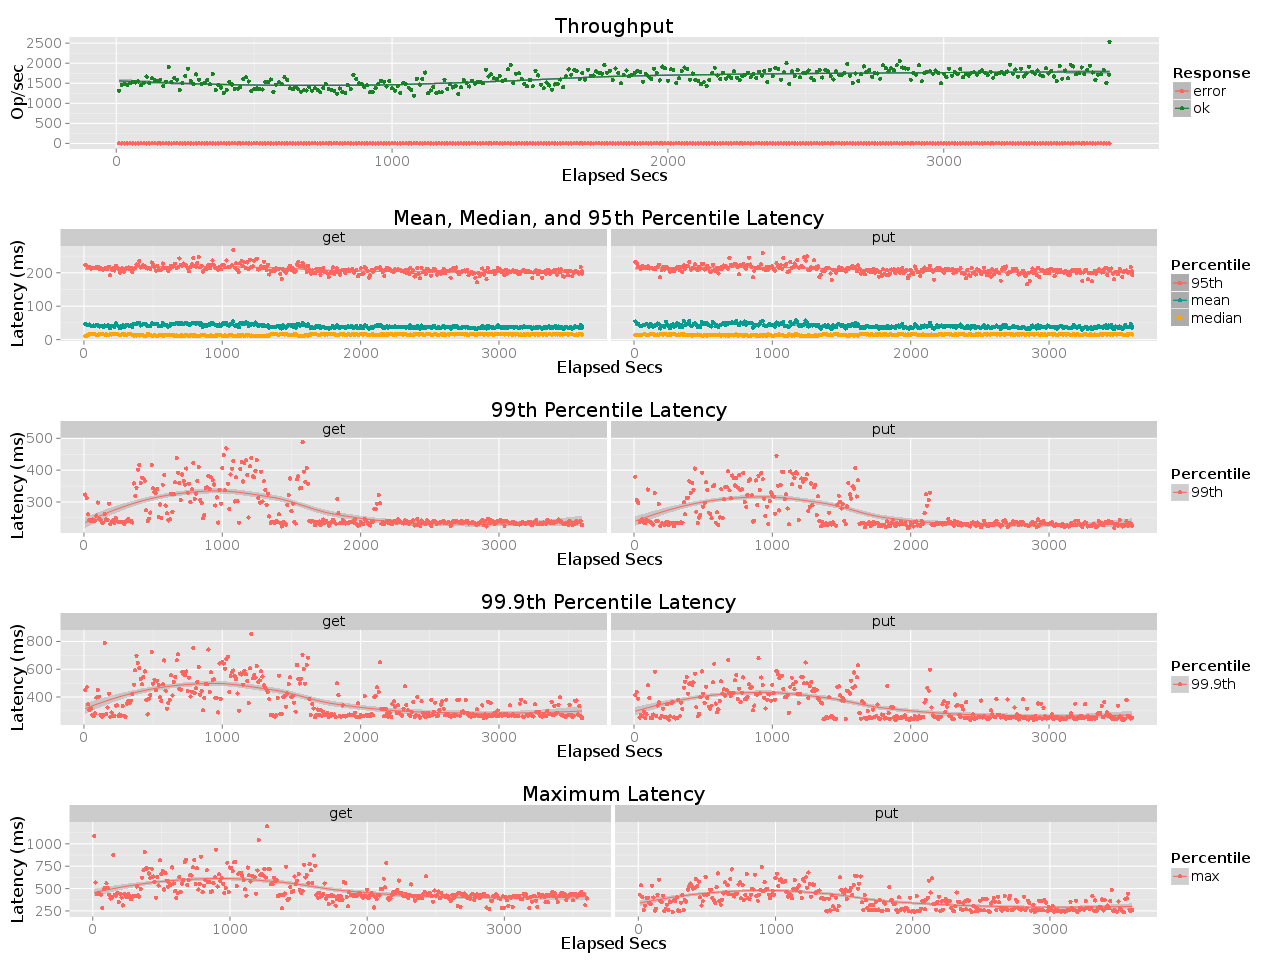 Throughput
Op/sec
2500
2000
1500
1000
500
0
0 1000 2000 3000
Elapsed Secs
Response
error
ok
Mean, Median, and 95th Percentile Latency
get put
Latency (ms)
200
100
0
0 1000 2000 3000 0 1000 2000 3000
Elapsed Secs
Percentile
95th
mean
median
99th Percentile Latency
get put
Latency (ms)
500
400
300
0 1000 2000 3000 0 1000 2000 3000
Elapsed Secs
Percentile
99th
99.9th Percentile Latency
get put
Latency (ms)
800
600
400
0 1000 2000 3000 0 1000 2000 3000
Elapsed Secs
Percentile
99.9th
Maximum Latency
get put
Latency (ms)
1000
750
500
250
0 1000 2000 3000 0 1000 2000 3000
Elapsed Secs
Percentile
max